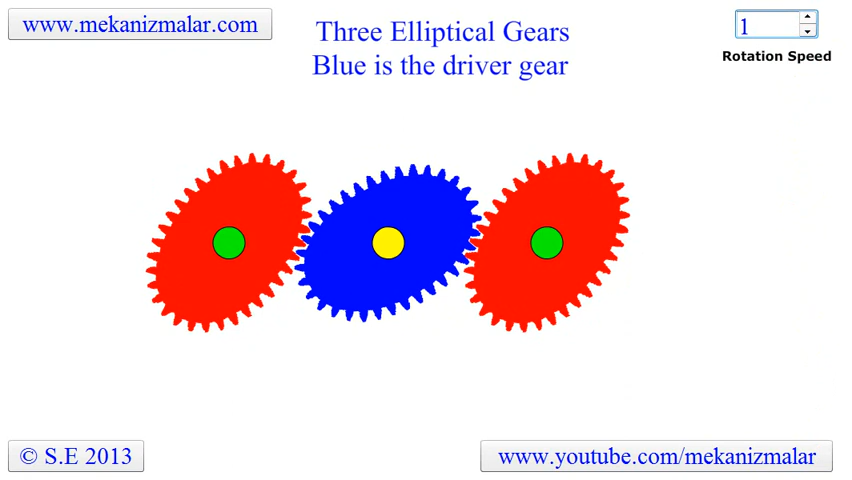 www.mekanizmalar.com
Three Elliptical Gears
Blue is the driver gear
1
Rotation Speed
© S.E 2013
www.youtube.com/mekanizmalar